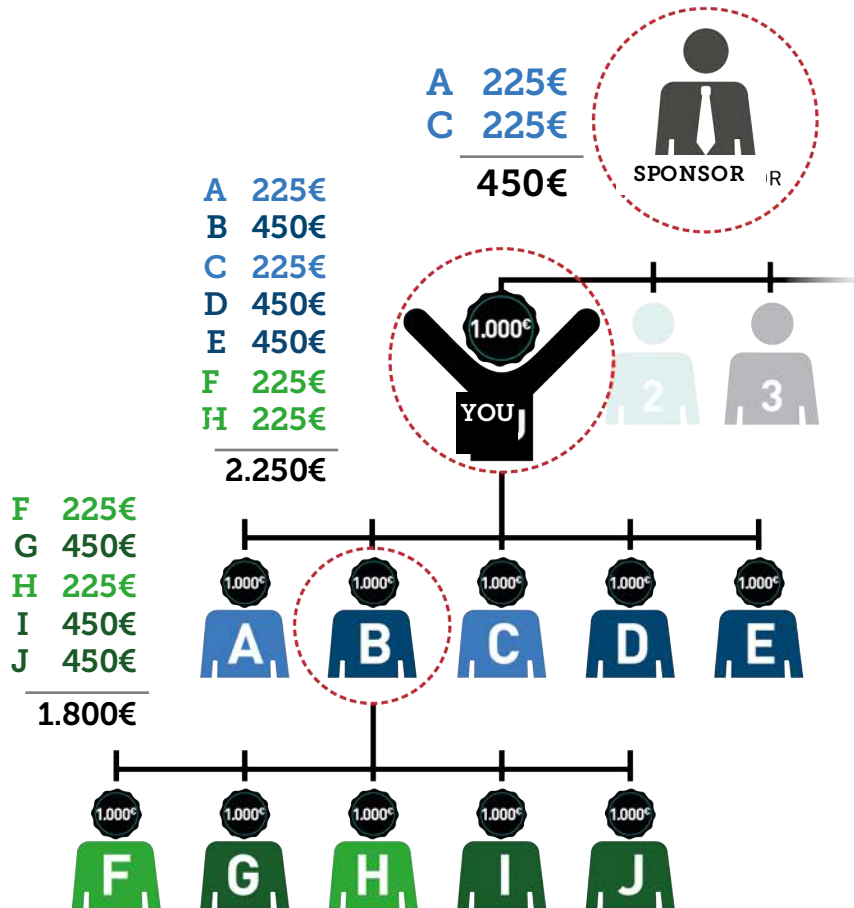 A 225€
C 225€
450€
SPONSOR R
A 225€
B 450€
C 225€
D 450€
E 450€
F 225€
H 225€
2.250€
1.000€
YOU
2
3
F 225€
G 450€
H 225€
I 450€
J 450€
1.800€
1.000€ 1.000€ 1.000€ 1.000€ 1.000€
A B C D E
1.000€ 1.000€ 1.000€ 1.000€ 1.000€
F G H I J